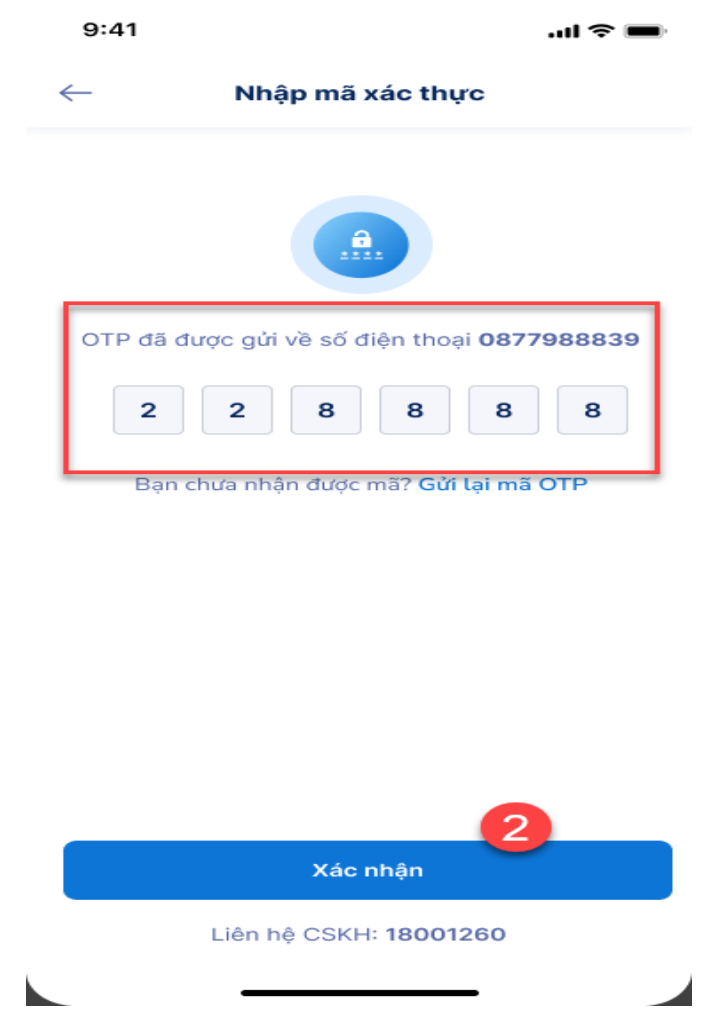 9:41
Nhập mã xác thực
OTP đã được gửi về số điện thoại 0877988839
2 2 8 8 8 8
Bạn chưa nhận được mã? Gửi lại mã OTP
2
Xác nhận
Liên hệ CSKH: 18001260